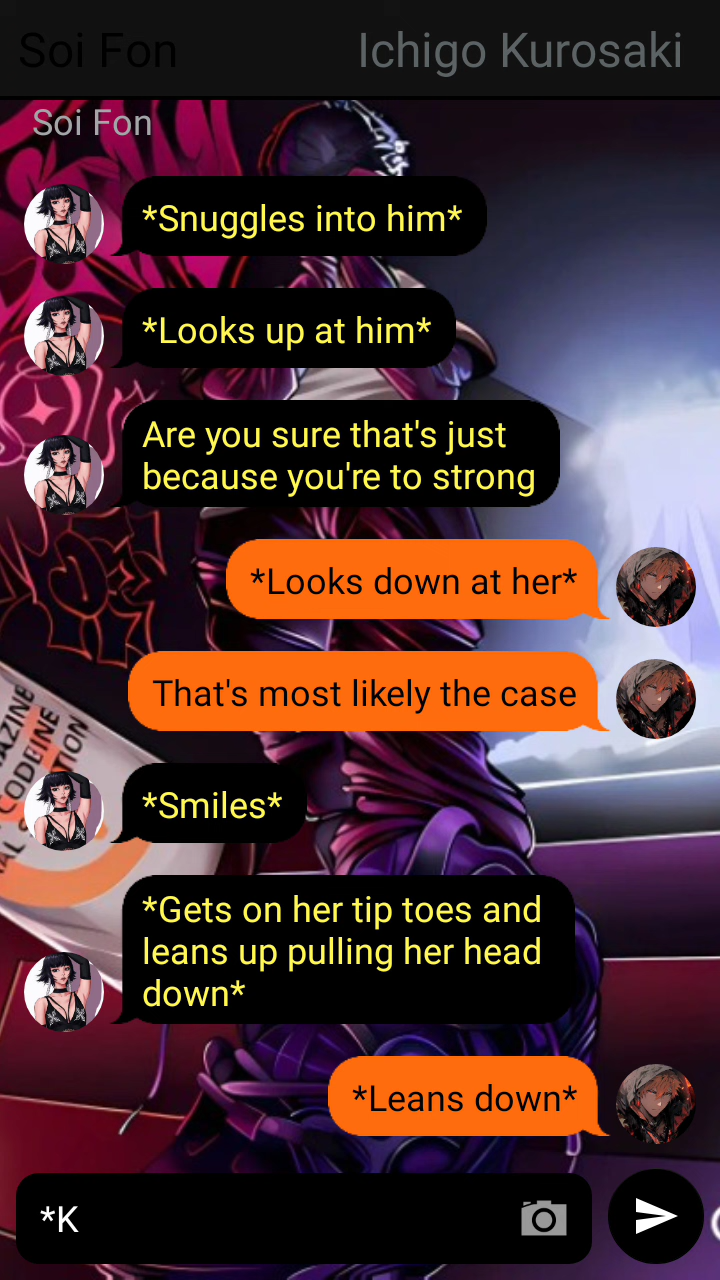 Soi Fon Ichigo Kurosaki
Soi Fon
*Snuggles into him*
*Looks up at him*
Are you sure that's just
because you're to strong
*Looks down at her*
That's most likely the case
*Smiles*
*Gets on her tip toes and
leans up pulling her head
down*
*Leans down*
*K
AZINE
CODEINE